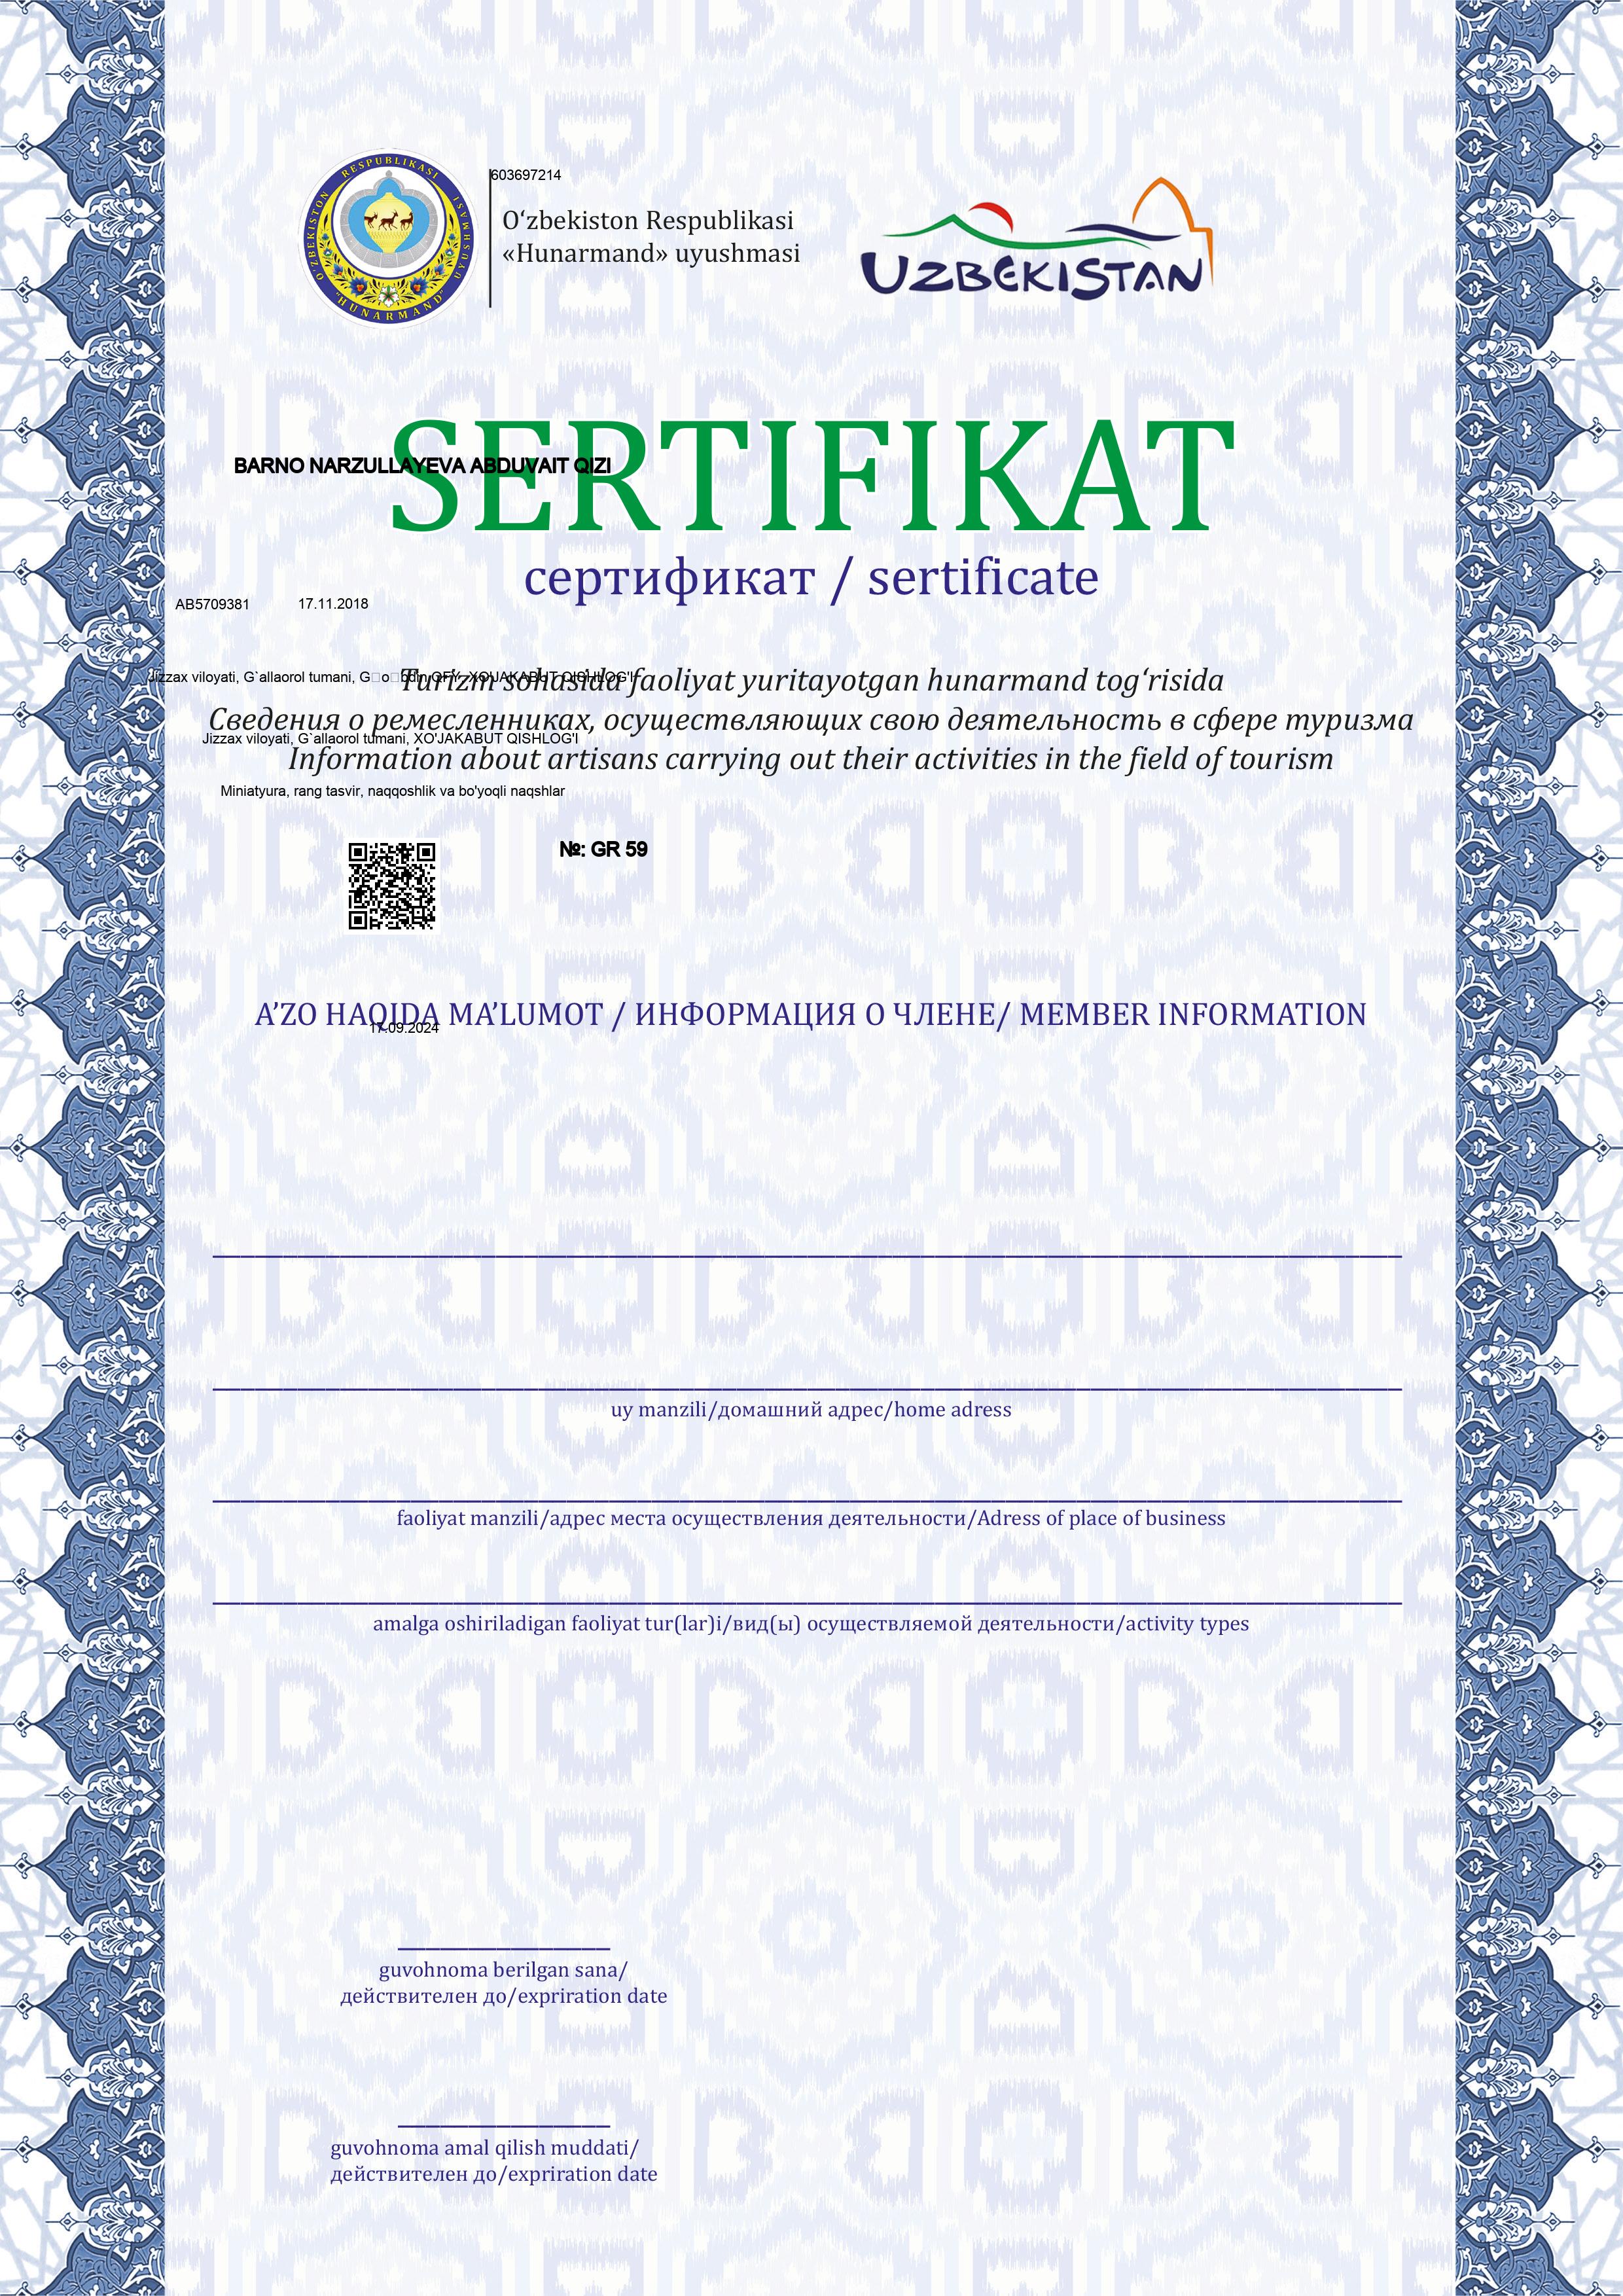 O‘ZBEKISTON RESPUBLIKASI "HUNARMAND" UYUSHMASI
603697214
O‘zbekiston Respublikasi
«Hunarmand» uyushmasi
UZBEKISTAN
SERTIFIKAT
BARNO NARZULLAYEVA ABDUVAIT QIZI
сертификат / sertificate
AB5709381 17.11.2018
Jizzax viloyati, G`allaorol tumani, G□o□bdin QFY, XO'JAKABUT QISHLOG'I
Turizm sohasida faoliyat yuritayotgan hunarmand tog‘risida
Сведения о ремесленниках, осуществляющих свою деятельность в сфере туризма
Jizzax viloyati, G`allaorol tumani, XO'JAKABUT QISHLOG'I
Information about artisans carrying out their activities in the field of tourism
Miniatyura, rang tasvir, naqqoshlik va bo'yoqli naqshlar
№: GR 59
A’ZO HAQIDA MA’LUMOT / ИНФОРМАЦИЯ О ЧЛЕНЕ/ MEMBER INFORMATION
17.09.2024
uy manzili/домашний адрес/home adress
faoliyat manzili/адрес места осуществления деятельности/Adress of place of business
amalga oshiriladigan faoliyat tur(lar)i/вид(ы) осуществляемой деятельности/activity types
guvohnoma berilgan sana/
действителен до/expriration date
guvohnoma amal qilish muddati/
действителен до/expriration date